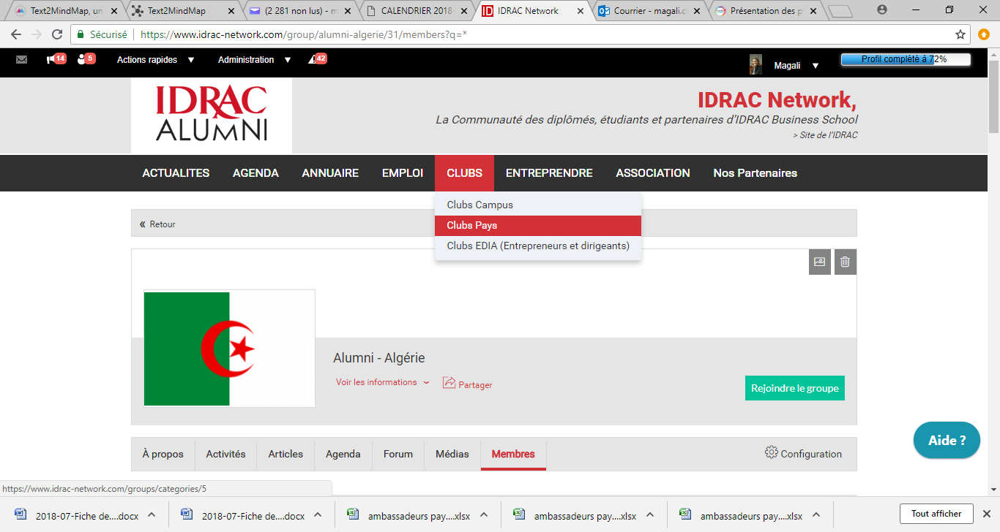 Text2MindMap, un
Text2MindMap
(2 281 non lus) - m
CALENDRIER 2018-
IDRAC Network
Courrier - magali.c
Présentation des p
Sécurisé
https://www.idrac-network.com/group/alumni-algerie/31/members?q=*
14
5
Actions rapides
Administration
42
Magali
Profil complété à 72%
IDRAC
ALUMNI
IDRAC Network,
La Communauté des diplômés, étudiants et partenaires d'IDRAC Business School
> Site de l'IDRAC
ACTUALITES
AGENDA
ANNUAIRE
EMPLOI
CLUBS
ENTREPRENDRE
ASSOCIATION
Nos Partenaires
Clubs Campus
Clubs Pays
Clubs EDIA (Entrepreneurs et dirigeants)
« Retour
Alumni - Algérie
Voir les informations
Partager
Rejoindre le groupe
Aide ?
À propos
Activités
Articles
Agenda
Forum
Médias
Membres
Configuration
https://www.idrac-network.com/groups/categories/5
2018-07-Fiche de....docx
2018-07-Fiche de....docx
ambassadeurs pay....xlsx
ambassadeurs pay....xlsx
ambassadeurs pay....xlsx
Tout afficher